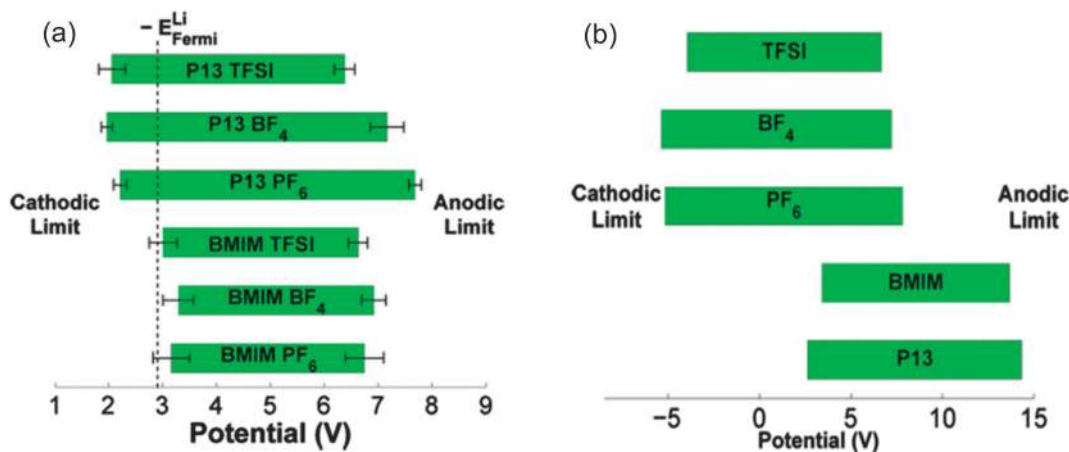 (a)
− E^Li_Fermi
P13 TFSI
P13 BF₄
P13 PF₆
BMIM TFSI
BMIM BF₄
BMIM PF₆
Cathodic
Limit
Anodic
Limit
1 2 3 4 5 6 7 8 9
Potential (V)
(b)
TFSI
BF₄
PF₆
BMIM
P13
Cathodic
Limit
Anodic
Limit
−5 0 5 10 15
Potential (V)